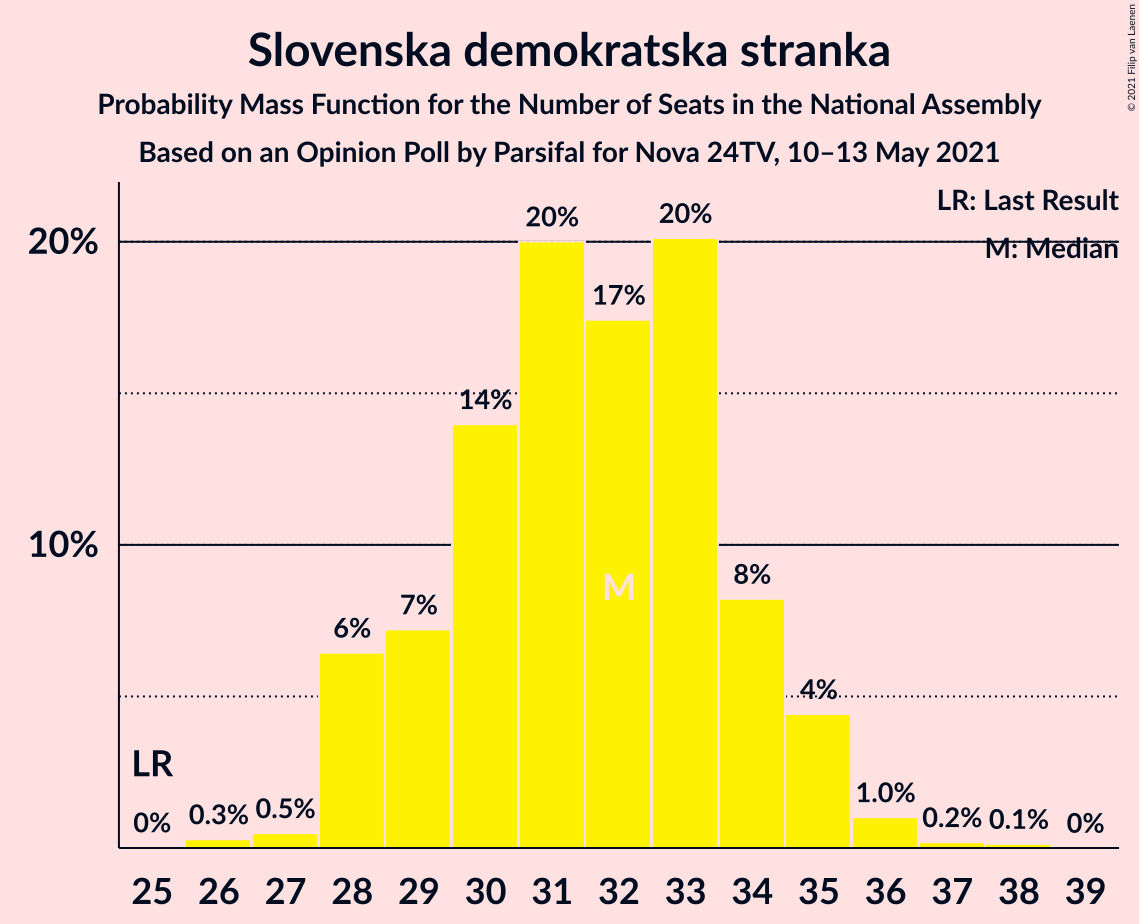 Slovenska demokratska stranka
Probability Mass Function for the Number of Seats in the National Assembly
Based on an Opinion Poll by Parsifal for Nova 24TV, 10–13 May 2021
© 2021 Filip van Laenen
LR: Last Result
M: Median
20%
10%
20%
20%
17%
14%
8%
7%
6%
4%
M
LR
0%
0.3%
0.5%
1.0%
0.2%
0.1%
0%
25 26 27 28 29 30 31 32 33 34 35 36 37 38 39